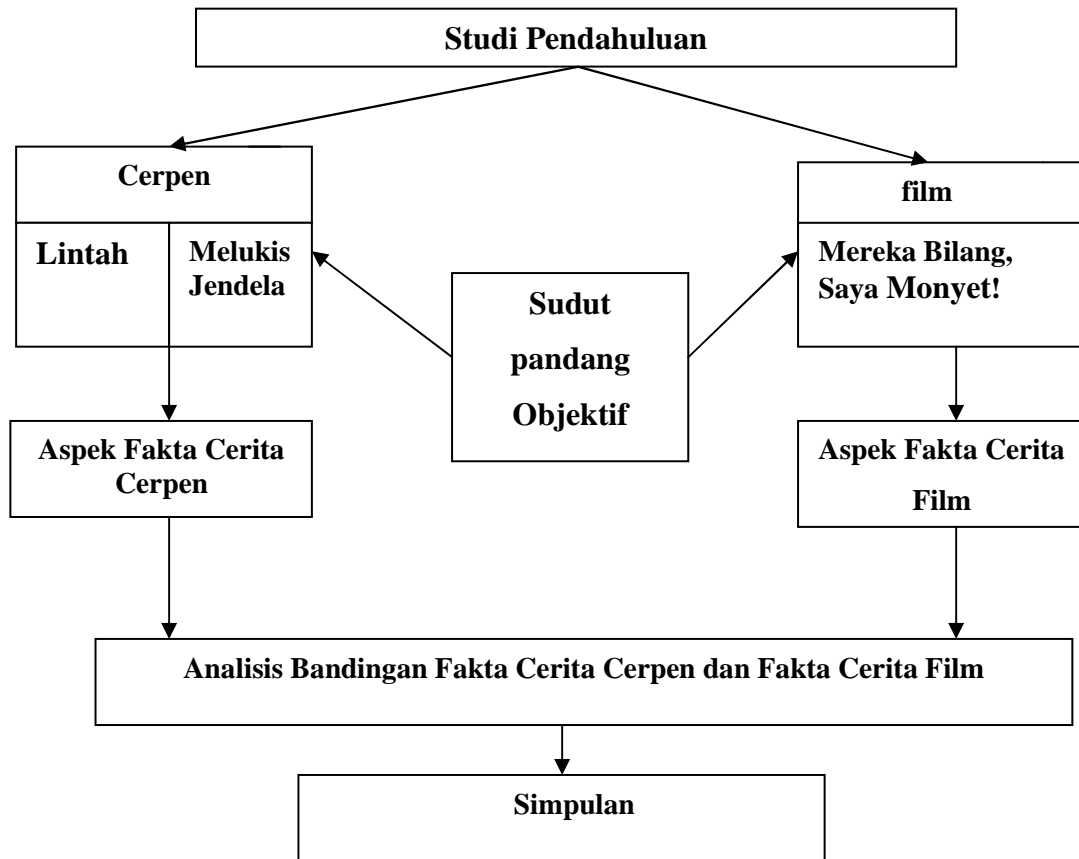 Studi Pendahuluan
Cerpen
Lintah
Melukis
Jendela
film
Mereka Bilang,
Saya Monyet!
Sudut
pandang
Objektif
Aspek Fakta Cerita
Cerpen
Aspek Fakta Cerita
Film
Analisis Bandingan Fakta Cerita Cerpen dan Fakta Cerita Film
Simpulan